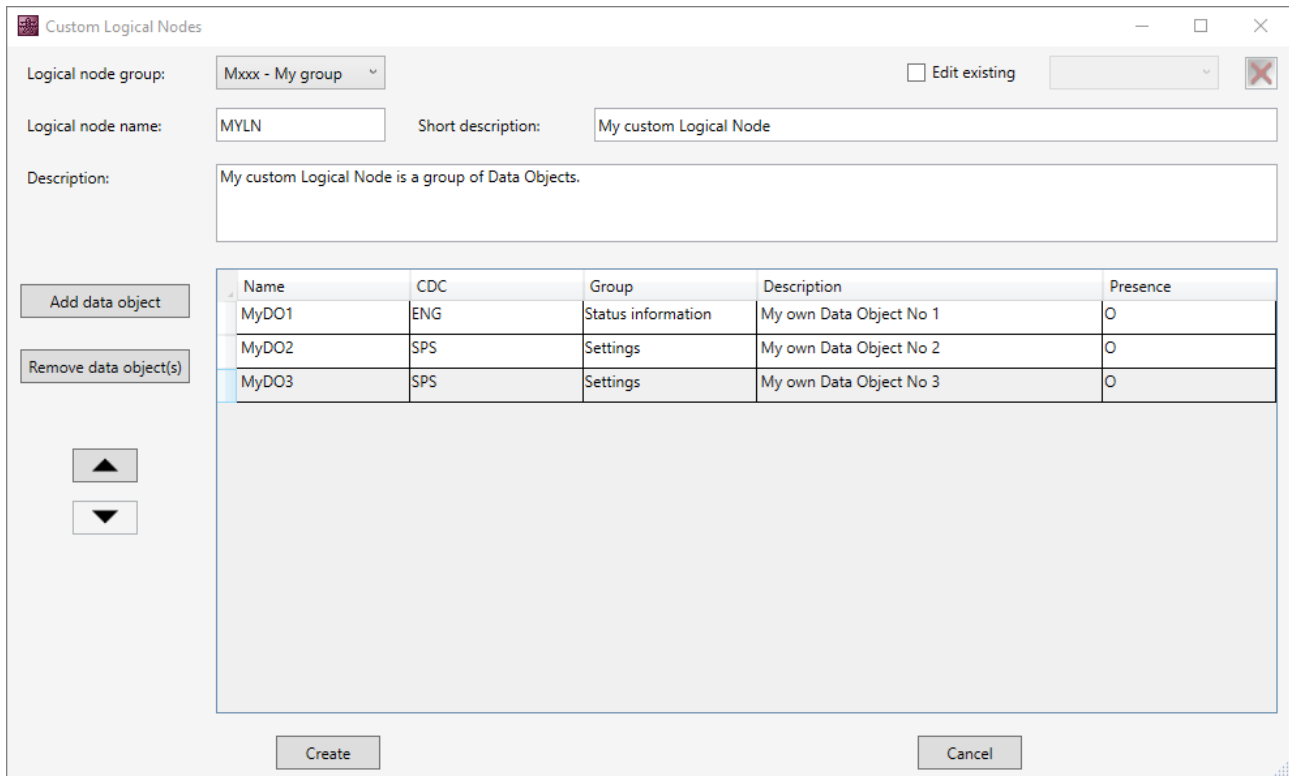 Custom Logical Nodes
Logical node group: Mxxx - My group Edit existing
Logical node name: MYLN Short description: My custom Logical Node
Description: My custom Logical Node is a group of Data Objects.
Add data object
Remove data object(s)
Name CDC Group Description Presence
MyDO1 ENG Status information My own Data Object No 1 O
MyDO2 SPS Settings My own Data Object No 2 O
MyDO3 SPS Settings My own Data Object No 3 O
Create Cancel